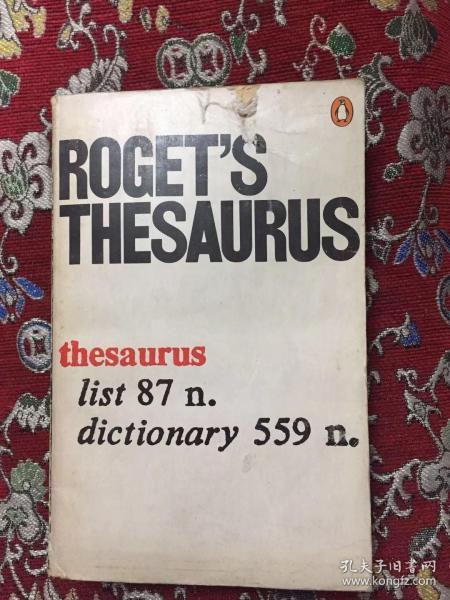 ROGET'S
THESAURUS
thesaurus
list 87 n.
dictionary 559 n.
孔夫子旧书网
www.kongfz.com